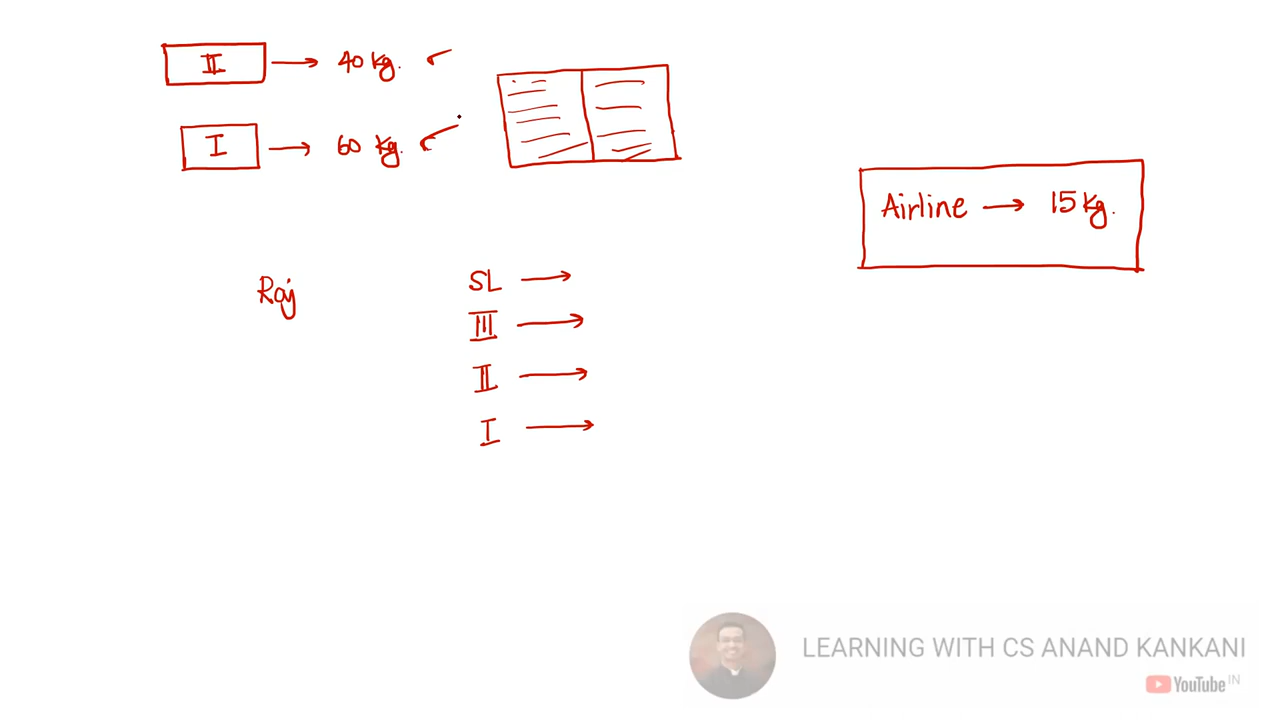 II → 40 kg.
I → 60 kg.
Airline → 15 kg.
Raj
SL →
III →
II →
I →
LEARNING WITH CS ANAND KANKANI
YouTube IN